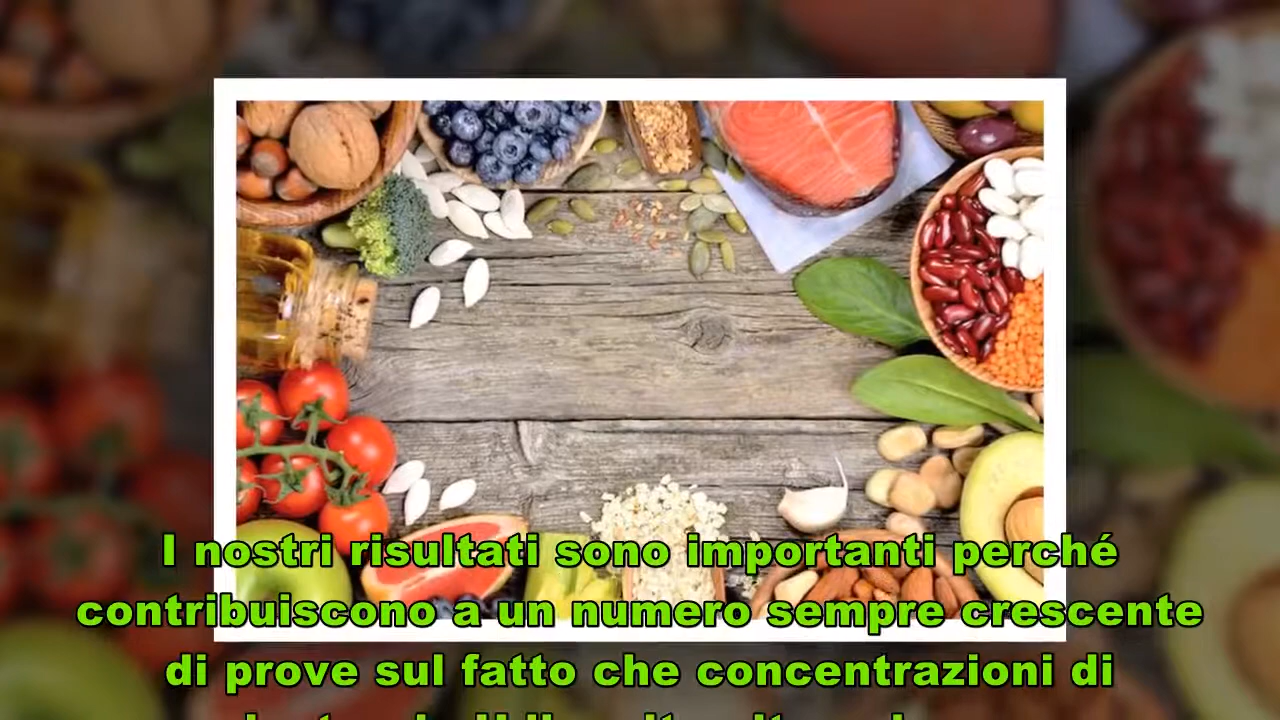 I nostri risultati sono importanti perché
contribuiscono a un numero sempre crescente
di prove sul fatto che concentrazioni di